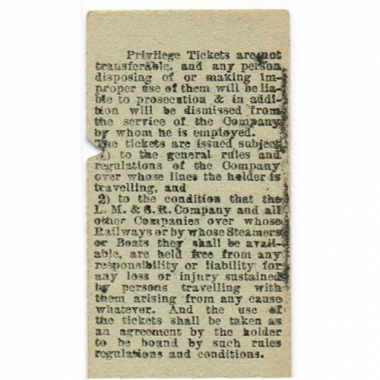 Privilege Tickets are not
transferable, and any person
disposing of or making im-
proper use of them will be lia-
ble to prosecution & in addi-
tion will be dismissed from
the service of the Company
by whom he is employed.
The tickets are issued subject
1) to the general rules and
regulations of the Company
over whose lines the holder is
travelling, and
2) to the condition that the
L. M. & S. R. Company and all
other Companies over whose
Railways or by whose Steamers
or Boats they shall be avail-
able, are held free from any
responsibility or liability for
any loss or injury sustained
by persons travelling with
them arising from any cause
whatever. And the use of
the tickets shall be taken as
an agreement by the holder
to be bound by such rules
regulations and conditions.